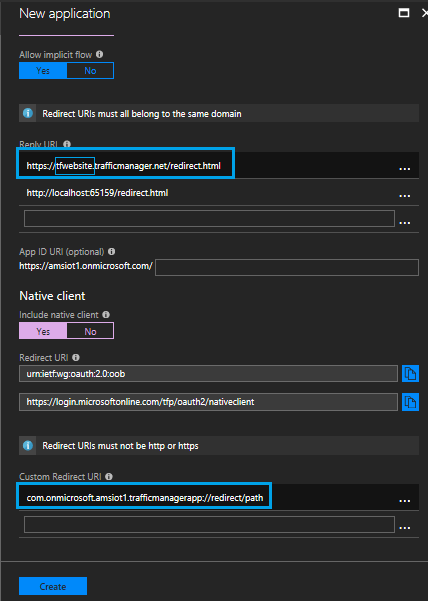 New application
Allow implicit flow
Yes No
Redirect URIs must all belong to the same domain
Reply URL
https://tfwebsite.trafficmanager.net/redirect.html
...
http://localhost:65159/redirect.html
...
...
App ID URI (optional)
https://amsiot1.onmicrosoft.com/
Native client
Include native client
Yes No
Redirect URI
urn:ietf:wg:oauth:2.0:oob
https://login.microsoftonline.com/tfp/oauth2/nativeclient
Redirect URIs must not be http or https
Custom Redirect URI
com.onmicrosoft.amsiot1.trafficmanagerapp://redirect/path
...
...
Create